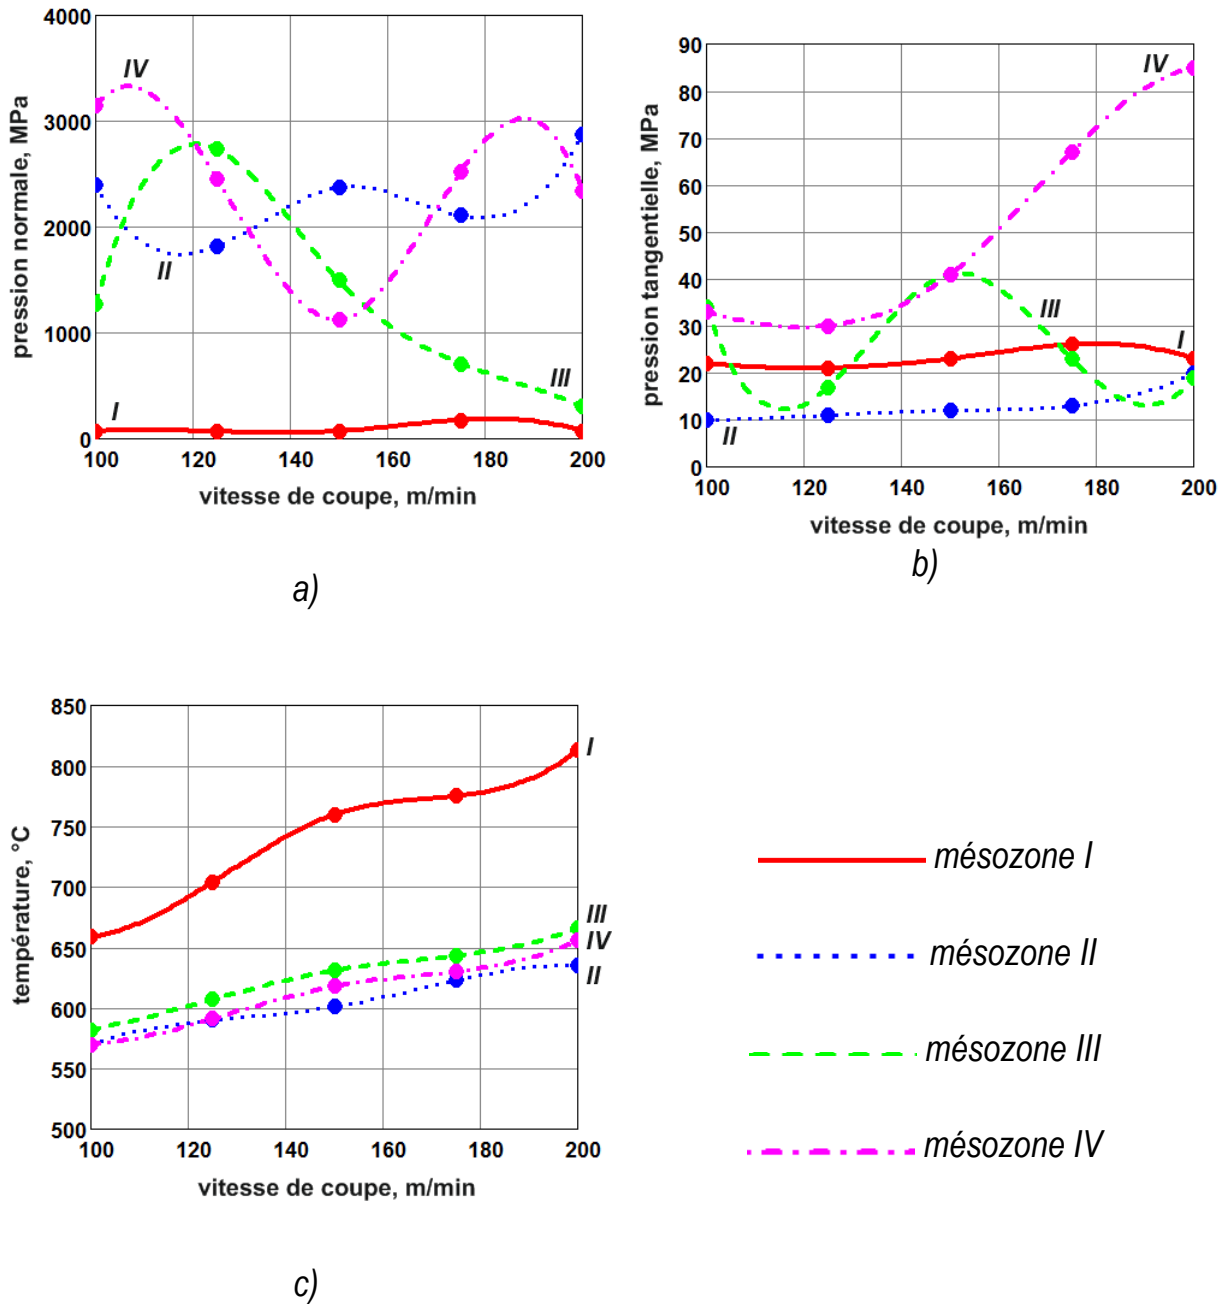 4000
3000
2000
1000
0
pression normale, MPa
IV
II
III
I
100 120 140 160 180 200
vitesse de coupe, m/min
a)
90
80
70
60
50
40
30
20
10
0
pression tangentielle, MPa
IV
III
I
II
100 120 140 160 180 200
vitesse de coupe, m/min
b)
850
800
750
700
650
600
550
500
température, °C
I
III
IV
II
100 120 140 160 180 200
vitesse de coupe, m/min
c)
mésozone I
mésozone II
mésozone III
mésozone IV